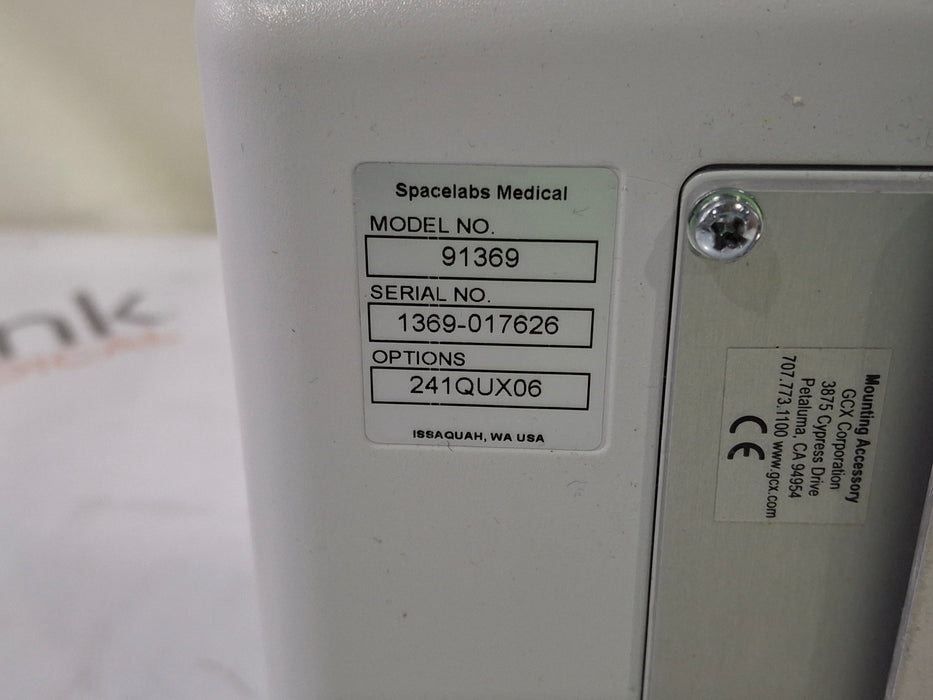 Spacelabs Medical
MODEL NO.
91369
SERIAL NO.
1369-017626
OPTIONS
241QUX06
ISSAQUAH, WA USA
Mounting Accessory
GCX Corporation
3875 Cypress Drive
Petaluma, CA 94954
707.773.1100 www.gcx.com
CE
nk